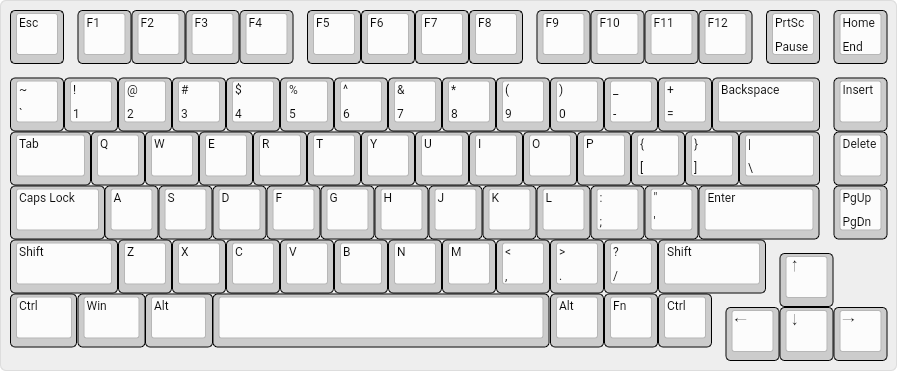 Esc F1 F2 F3 F4 F5 F6 F7 F8 F9 F10 F11 F12 PrtSc Home
Pause End
~ ! @ # $ % ^ & * ( ) _ + Backspace Insert
` 1 2 3 4 5 6 7 8 9 0 - =
Tab Q W E R T Y U I O P { } | Delete
[ ] \
Caps Lock A S D F G H J K L : " Enter PgUp
; ' PgDn
Shift Z X C V B N M < > ? Shift ↑
, . /
Ctrl Win Alt Alt Fn Ctrl ← ↓ →